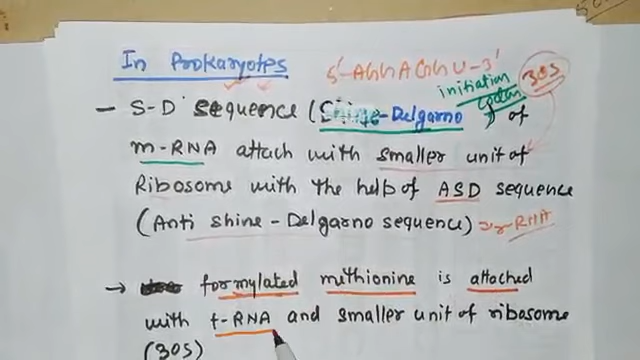 In Prokaryotes
5'-AGGAGGU-3'
initiation codon
30S
- S-D sequence (Shine-Delgarno) of
m-RNA attach with smaller unit of
Ribosome with the help of ASD sequence
(Anti shine-Delgarno sequence) r-RNA
→ formylated methionine is attached
with t-RNA and smaller unit of ribosome
(30S)